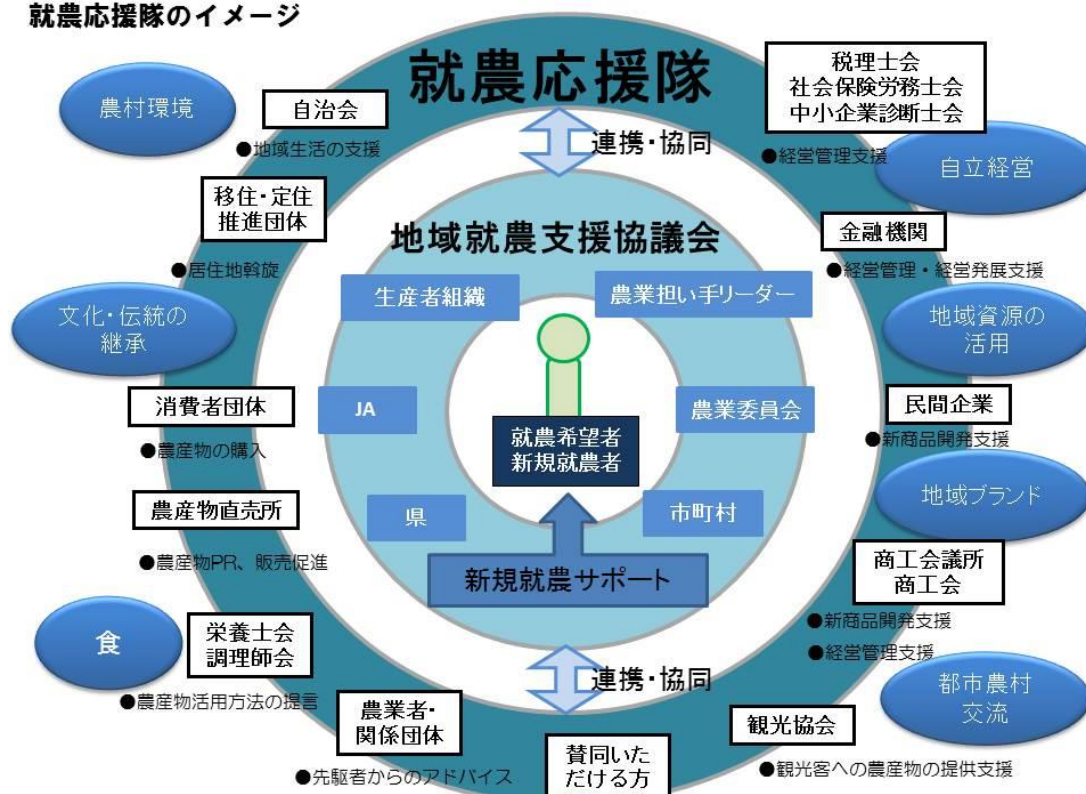 就農応援隊のイメージ
就農応援隊
税理士会
社会保険労務士会
中小企業診断士会
●経営管理支援
農村環境
自治会
●地域生活の支援
連携・協同
自立経営
移住・定住
推進団体
●居住地斡旋
地域就農支援協議会
金融機関
●経営管理・経営発展支援
生産者組織
農業担い手リーダー
文化・伝統の
継承
地域資源の
活用
消費者団体
●農産物の購入
JA
農業委員会
民間企業
●新商品開発支援
就農希望者
新規就農者
農産物直売所
●農産物PR、販売促進
県
市町村
地域ブランド
新規就農サポート
商工会議所
商工会
●新商品開発支援
●経営管理支援
食
栄養士会
調理師会
●農産物活用方法の提言
連携・協同
都市農村
交流
農業者・
関係団体
●先駆者からのアドバイス
賛同いた
だける方
観光協会
●観光客への農産物の提供支援